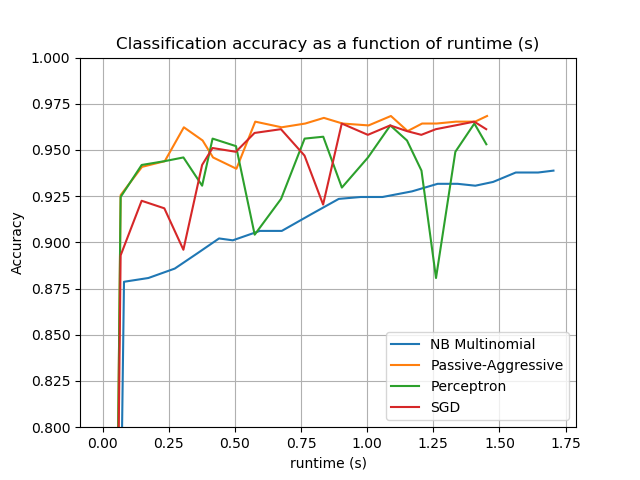 Classification accuracy as a function of runtime (s)
1.000
0.975
0.950
0.925
0.900
0.875
0.850
0.825
0.800
Accuracy
NB Multinomial
Passive-Aggressive
Perceptron
SGD
0.00 0.25 0.50 0.75 1.00 1.25 1.50 1.75
runtime (s)